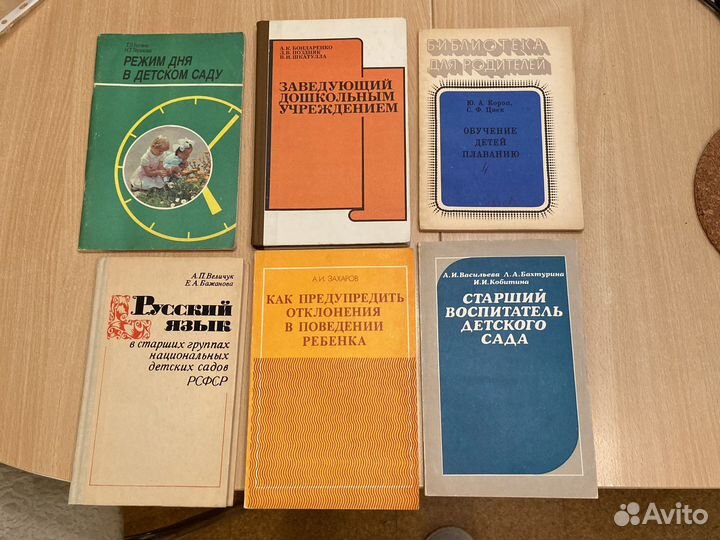 РЕЖИМ ДНЯ
В ДЕТСКОМ САДУ
А.К. БОНДАРЕНКО
Л.В. ПОЗДНЯК
В.И. ШКАТУЛЛА
ЗАВЕДУЮЩИЙ
ДОШКОЛЬНЫМ
УЧРЕЖДЕНИЕМ
БИБЛИОТЕКА
ДЛЯ РОДИТЕЛЕЙ
Ю. А. Короп,
С. Ф. Цвек
ОБУЧЕНИЕ
ДЕТЕЙ
ПЛАВАНИЮ
А.П. Величук
Е.А. Бажанова
Русский
язык
в старших группах
национальных
детских садов
РСФСР
А.И. ЗАХАРОВ
КАК ПРЕДУПРЕДИТЬ
ОТКЛОНЕНИЯ
В ПОВЕДЕНИИ
РЕБЕНКА
А.И. Васильева Л.А. Бахтурина
И.И. Кобитина
СТАРШИЙ
ВОСПИТАТЕЛЬ
ДЕТСКОГО
САДА
Avito